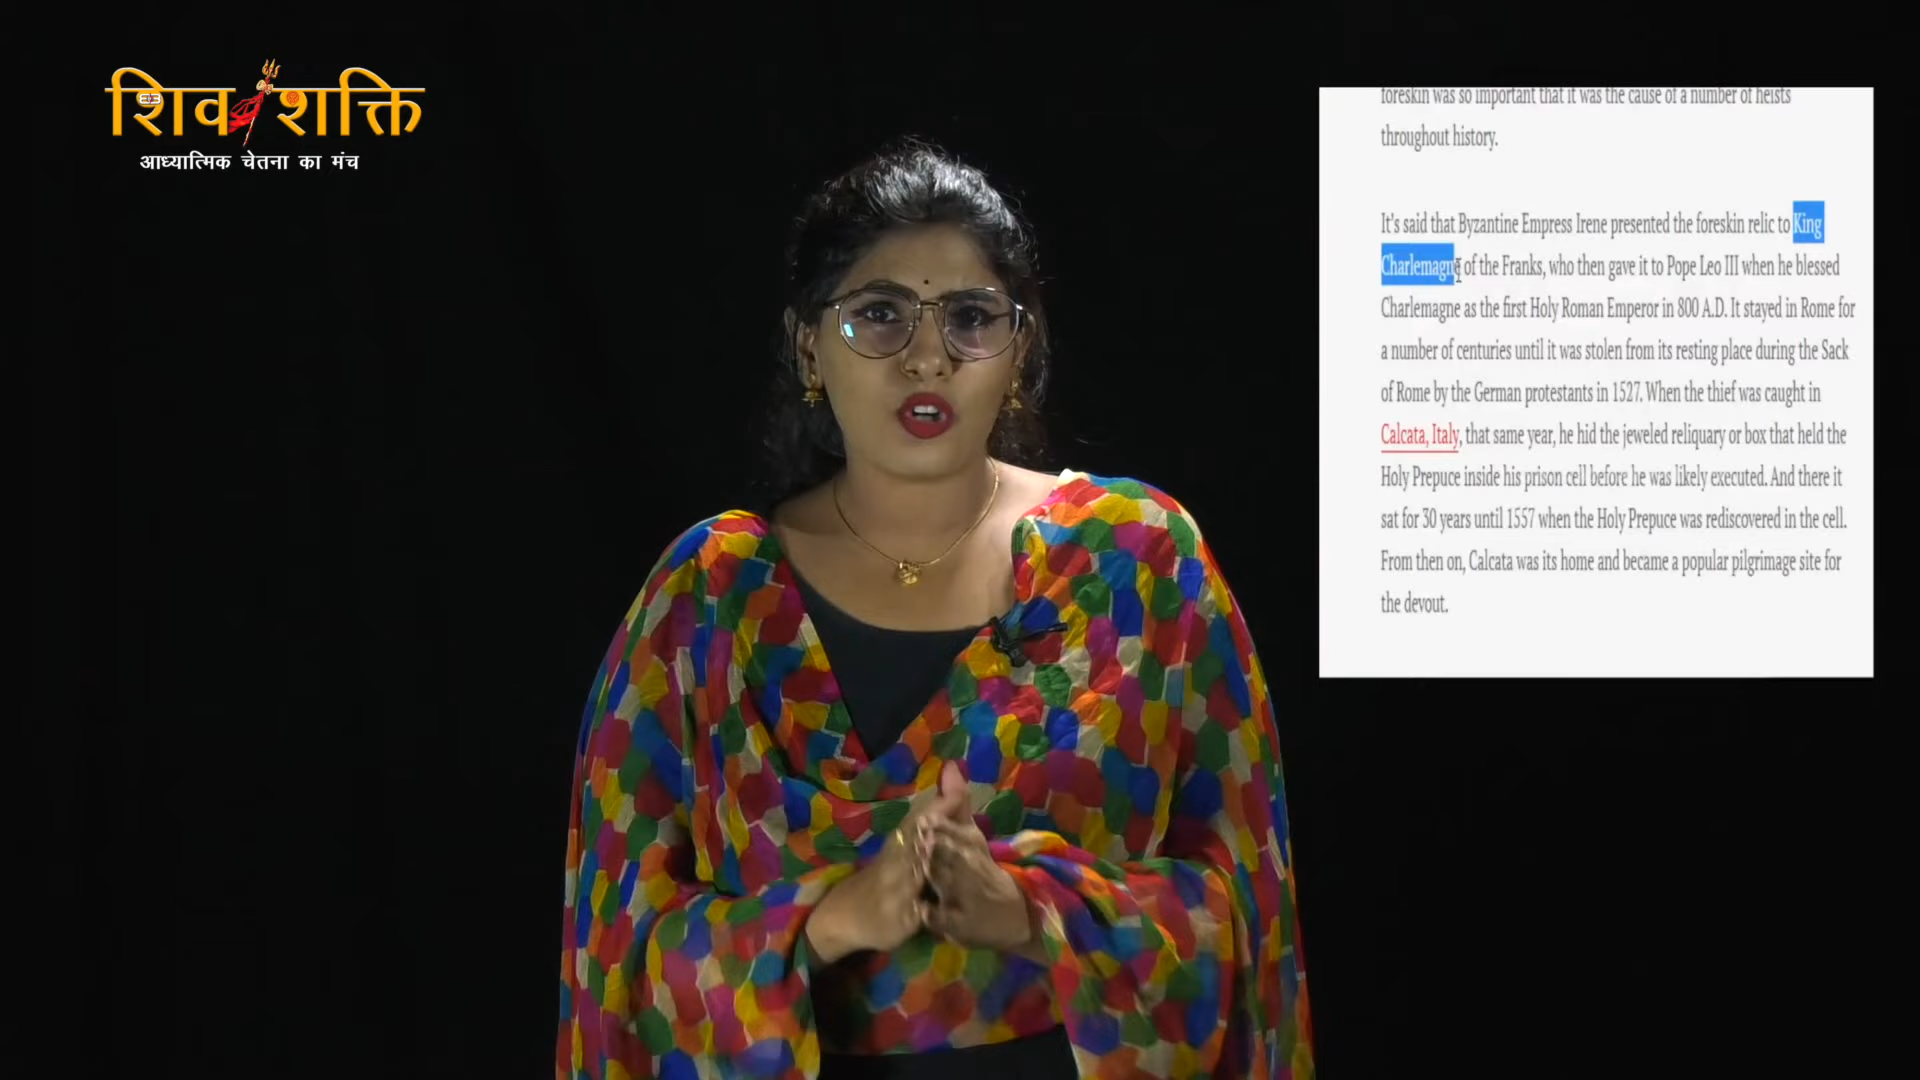 शिव शक्ति
आध्यात्मिक चेतना का मंच
foreskin was so important that it was the cause of a number of heists
throughout history.
It's said that Byzantine Empress Irene presented the foreskin relic to King
Charlemagne of the Franks, who then gave it to Pope Leo III when he blessed
Charlemagne as the first Holy Roman Emperor in 800 A.D. It stayed in Rome for
a number of centuries until it was stolen from its resting place during the Sack
of Rome by the German protestants in 1527. When the thief was caught in
Calcata, Italy, that same year, he hid the jeweled reliquary or box that held the
Holy Prepuce inside his prison cell before he was likely executed. And there it
sat for 30 years until 1557 when the Holy Prepuce was rediscovered in the cell.
From then on, Calcata was its home and became a popular pilgrimage site for
the devout.